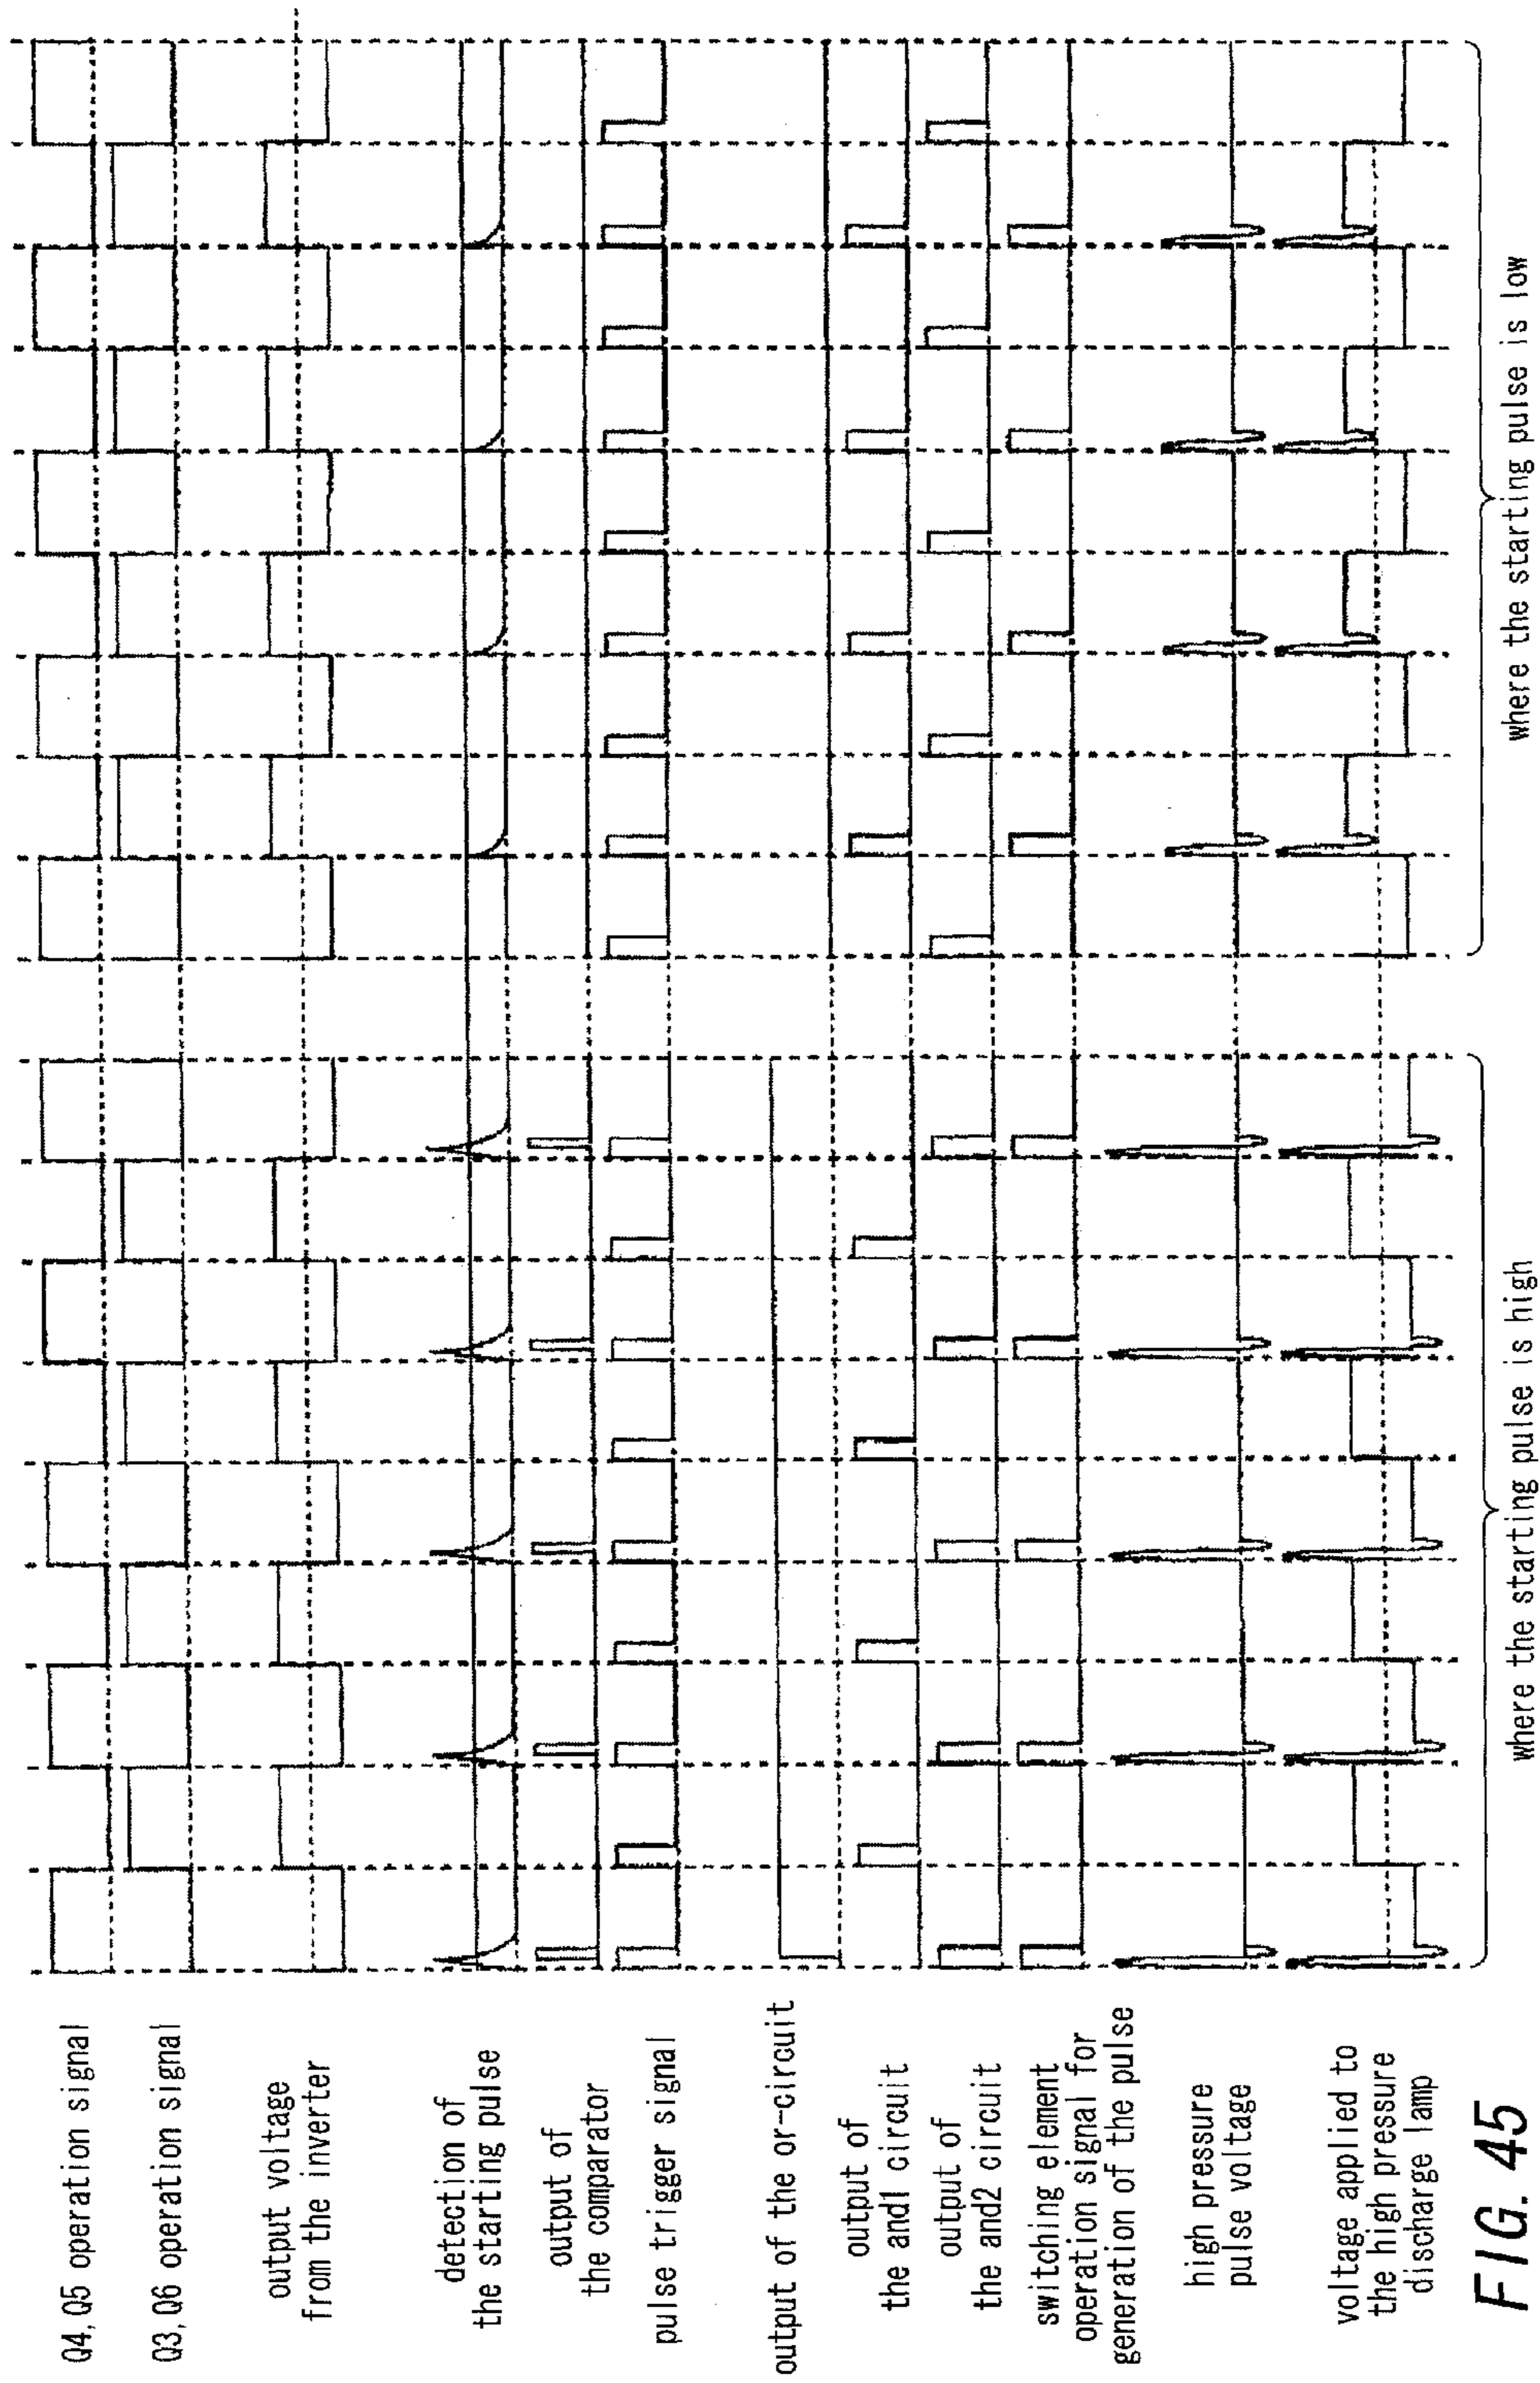 Q4, Q5 operation signal
Q3, Q6 operation signal
output voltage
from the inverter
detection of
the starting pulse
output of
the comparator
pulse trigger signal
output of the or-circuit
output of
the and1 circuit
output of
the and2 circuit
switching element
operation signal for
generation of the pulse
high pressure
pulse voltage
voltage applied to
the high pressure
discharge lamp
where the starting pulse is high
where the starting pulse is low
FIG. 45